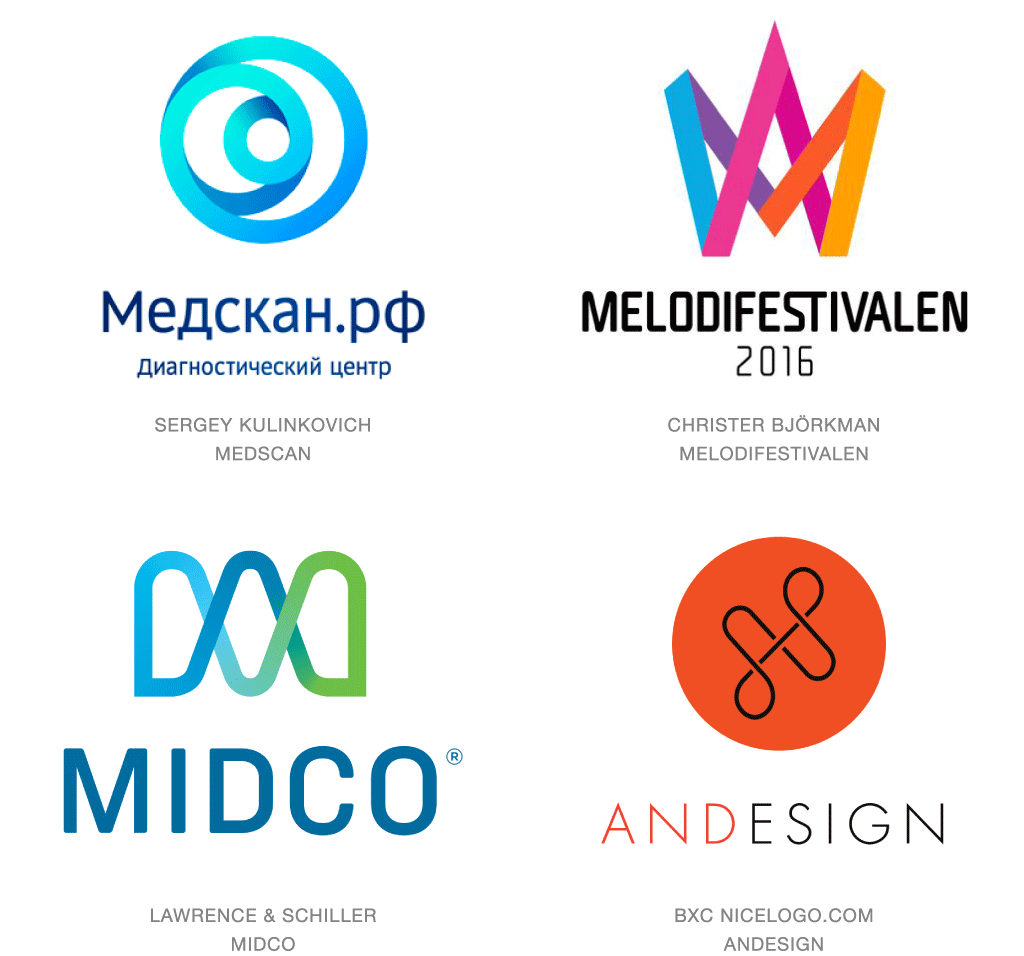 Медскан.рф
Диагностический центр
SERGEY KULINKOVICH
MEDSCAN
MELODIFESTIVALEN
2016
CHRISTER BJÖRKMAN
MELODIFESTIVALEN
MIDCO®
LAWRENCE & SCHILLER
MIDCO
ANDESIGN
BXC NICELOGO.COM
ANDESIGN